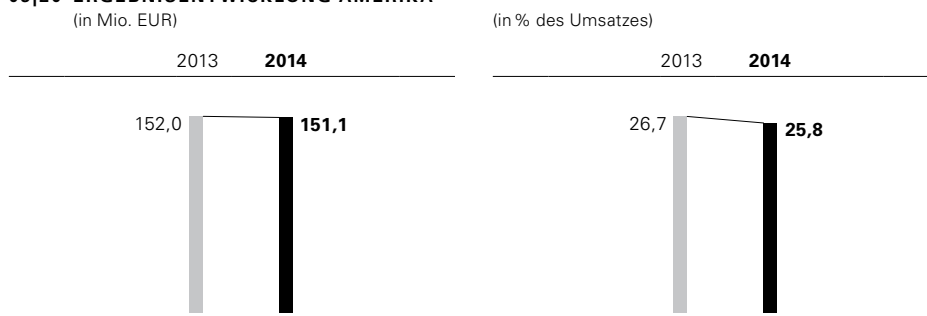 (in Mio. EUR)
2013 2014
152,0 151,1
(in % des Umsatzes)
2013 2014
26,7 25,8